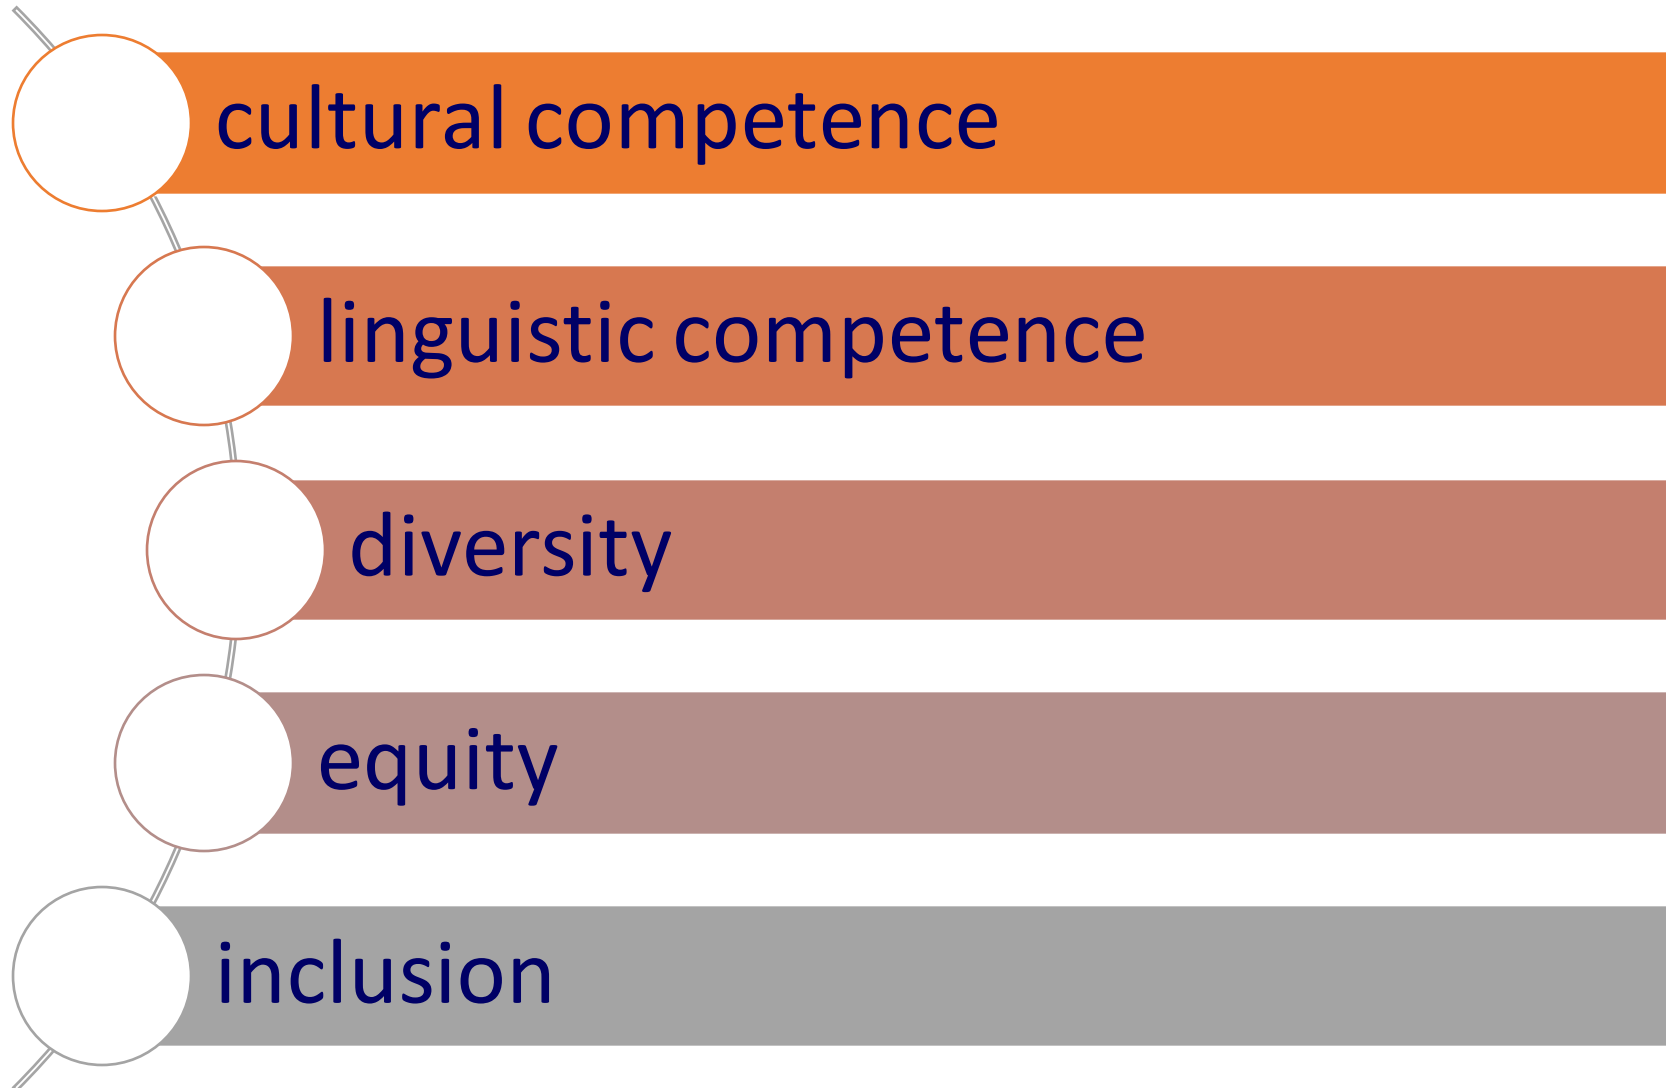 cultural competence
linguistic competence
diversity
equity
inclusion